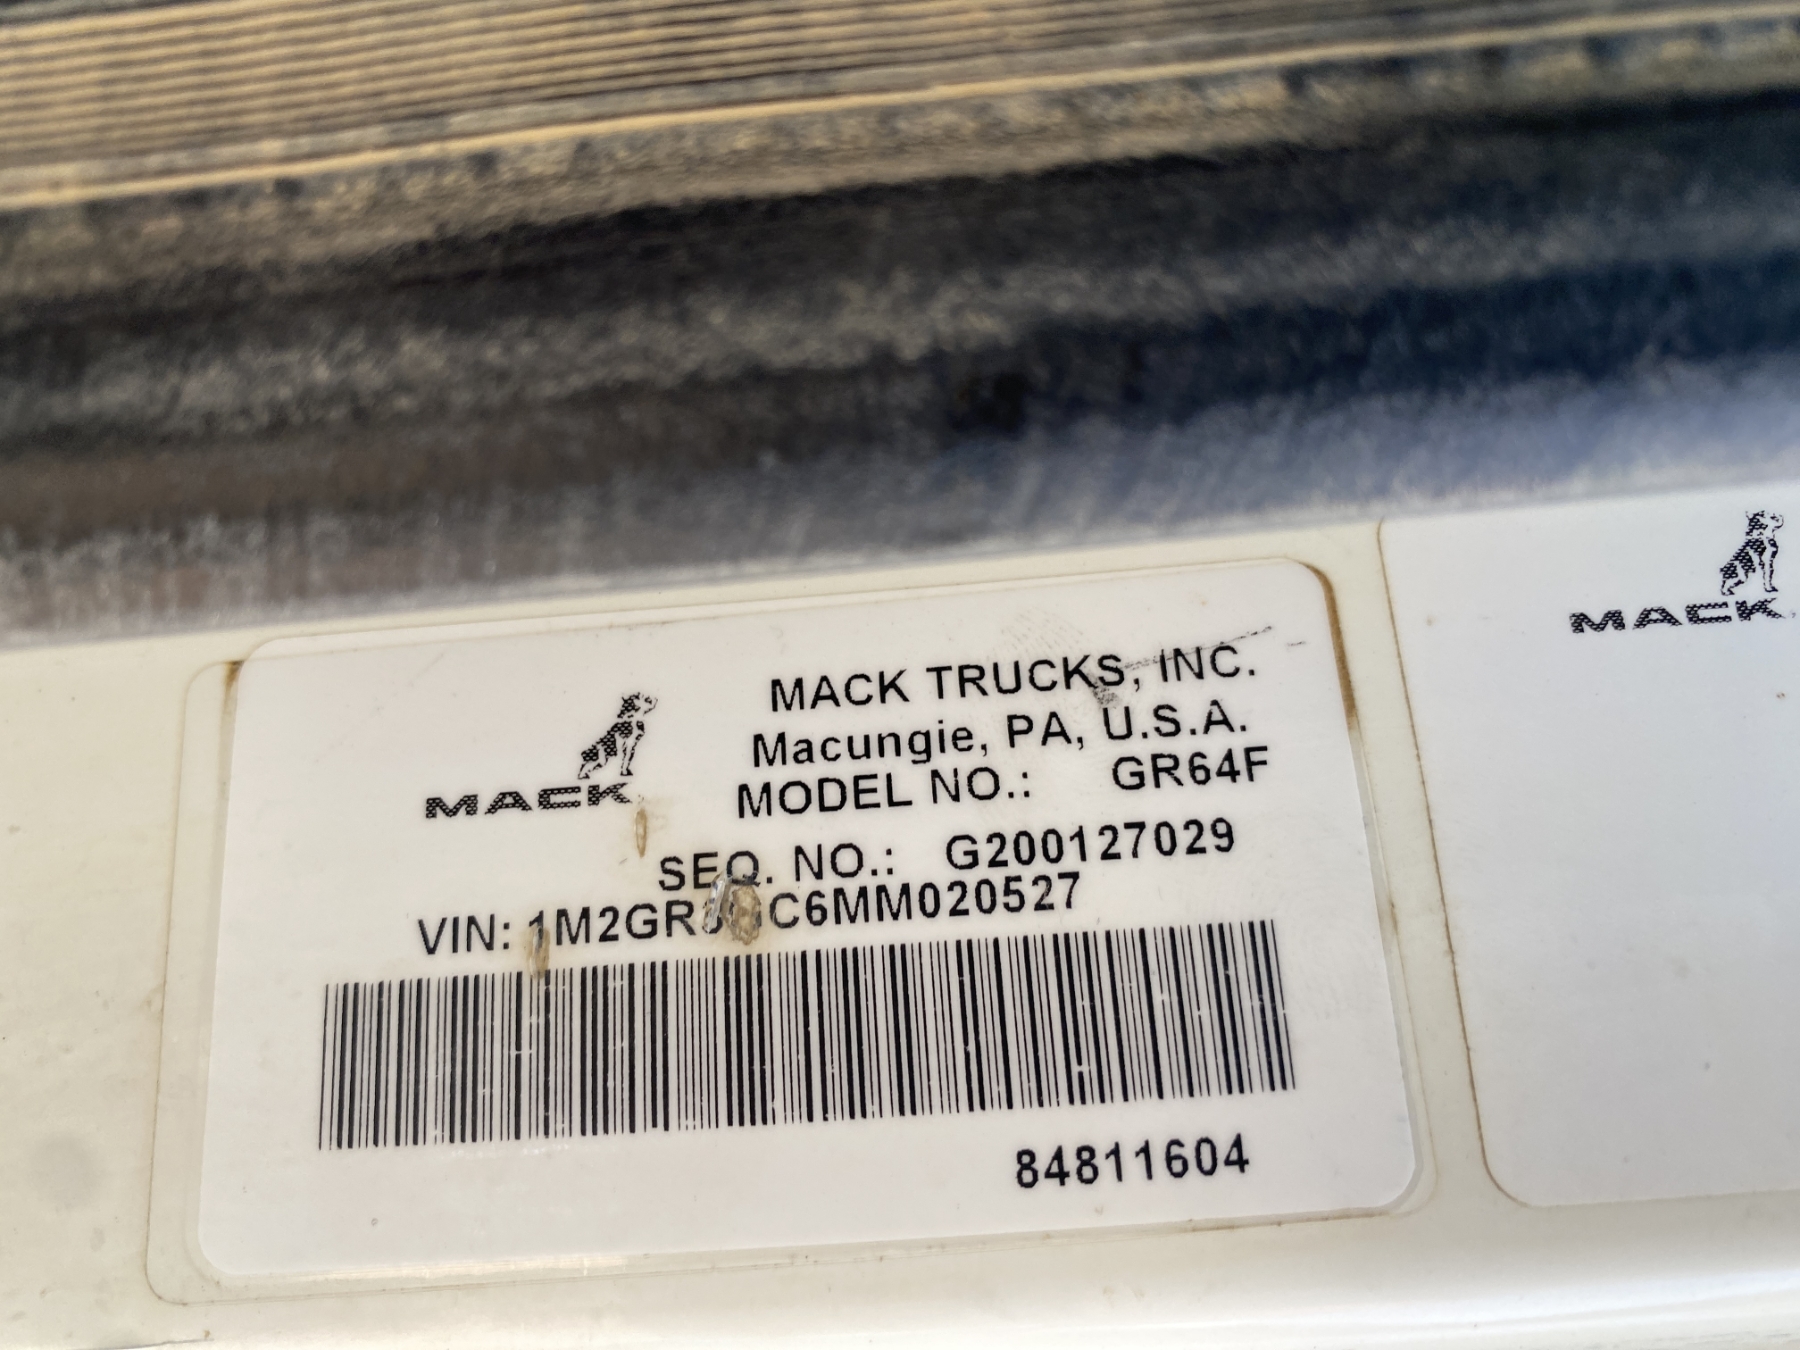 MACK
MACK TRUCKS, INC.
Macungie, PA, U.S.A.
MODEL NO.: GR64F
SEQ. NO.: G200127029
VIN:
84811604
MACK